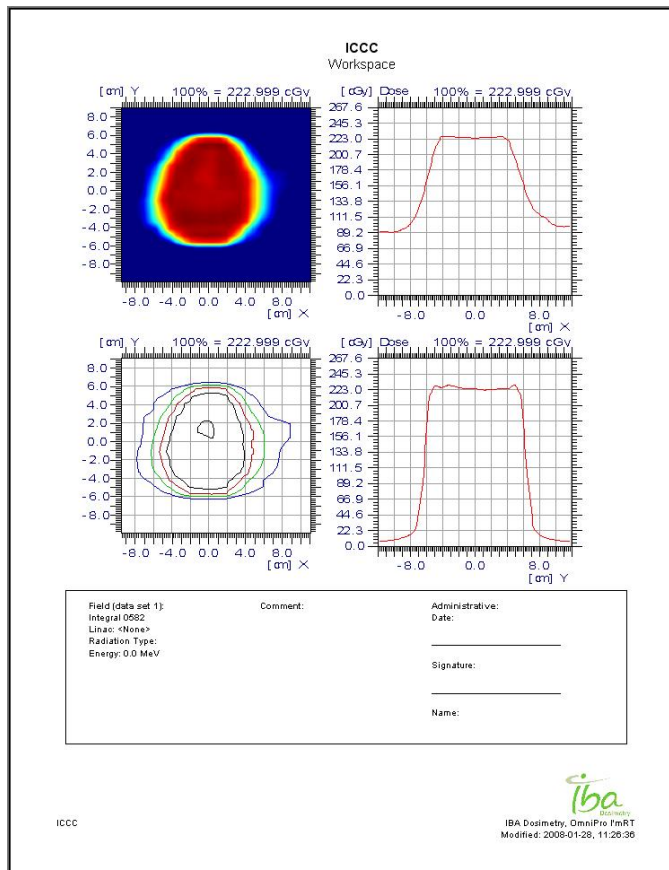 ICCC
Workspace
[cm] Y 100% = 222.999 cGy
8.0
6.0
4.0
2.0
0.0
-2.0
-4.0
-6.0
-8.0
-8.0 -4.0 0.0 4.0 8.0
[cm] X
[cGy] Dose 100% = 222.999 cGy
267.6
245.3
223.0
200.7
178.4
156.1
133.8
111.5
89.2
66.9
44.6
22.3
0.0
-8.0 0.0 8.0
[cm] X
[cm] Y 100% = 222.999 cGy
8.0
6.0
4.0
2.0
0.0
-2.0
-4.0
-6.0
-8.0
-8.0 -4.0 0.0 4.0 8.0
[cm] X
[cGy] Dose 100% = 222.999 cGy
267.6
245.3
223.0
200.7
178.4
156.1
133.8
111.5
89.2
66.9
44.6
22.3
0.0
-8.0 0.0 8.0
[cm] Y
Field (data set 1):
Integral 0582
Linac: <None>
Radiation Type:
Energy: 0.0 MeV
Comment:
Administrative:
Date:
Signature:
Name:
iba
Dosimetry
ICCC
IBA Dosimetry, OmniPro I'mRT
Modified: 2008-01-28, 11:26:36